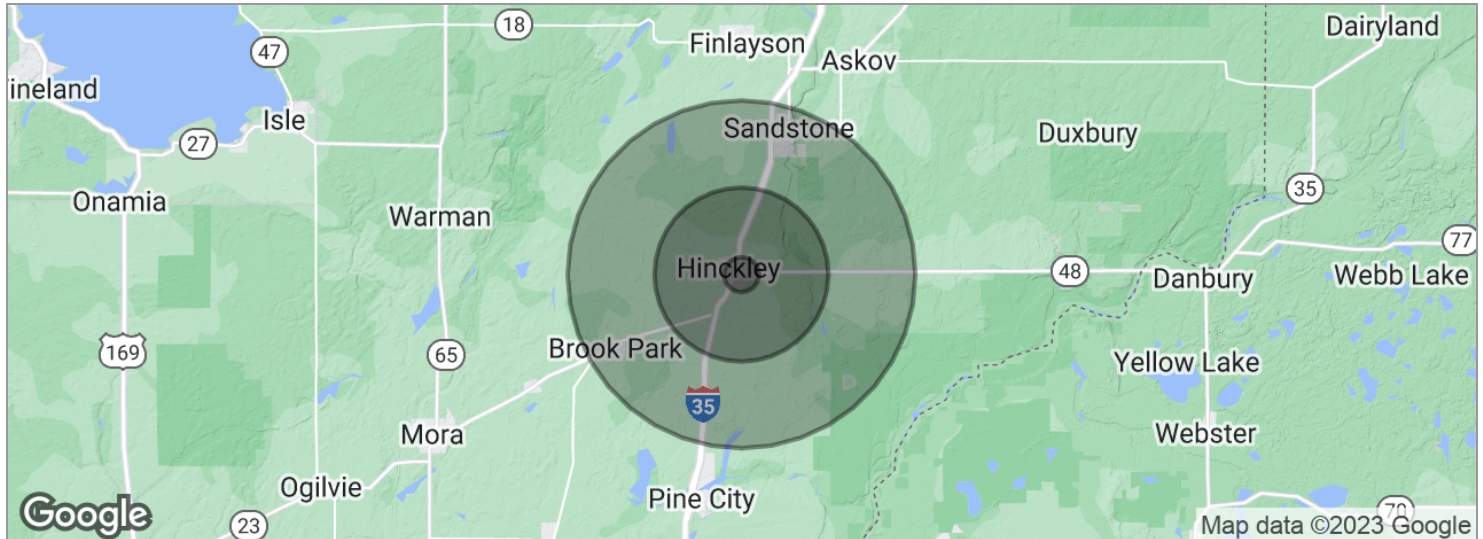 18
Dairyland
Finlayson
47
Askov
ineland
Isle
Sandstone
Duxbury
27
35
Onamia
Warman
77
Hinckley
48
Danbury
Webb Lake
169
65
Brook Park
Yellow Lake
35
Mora
Webster
Ogilvie
Pine City
Google
23
70
Map data ©2023 Google